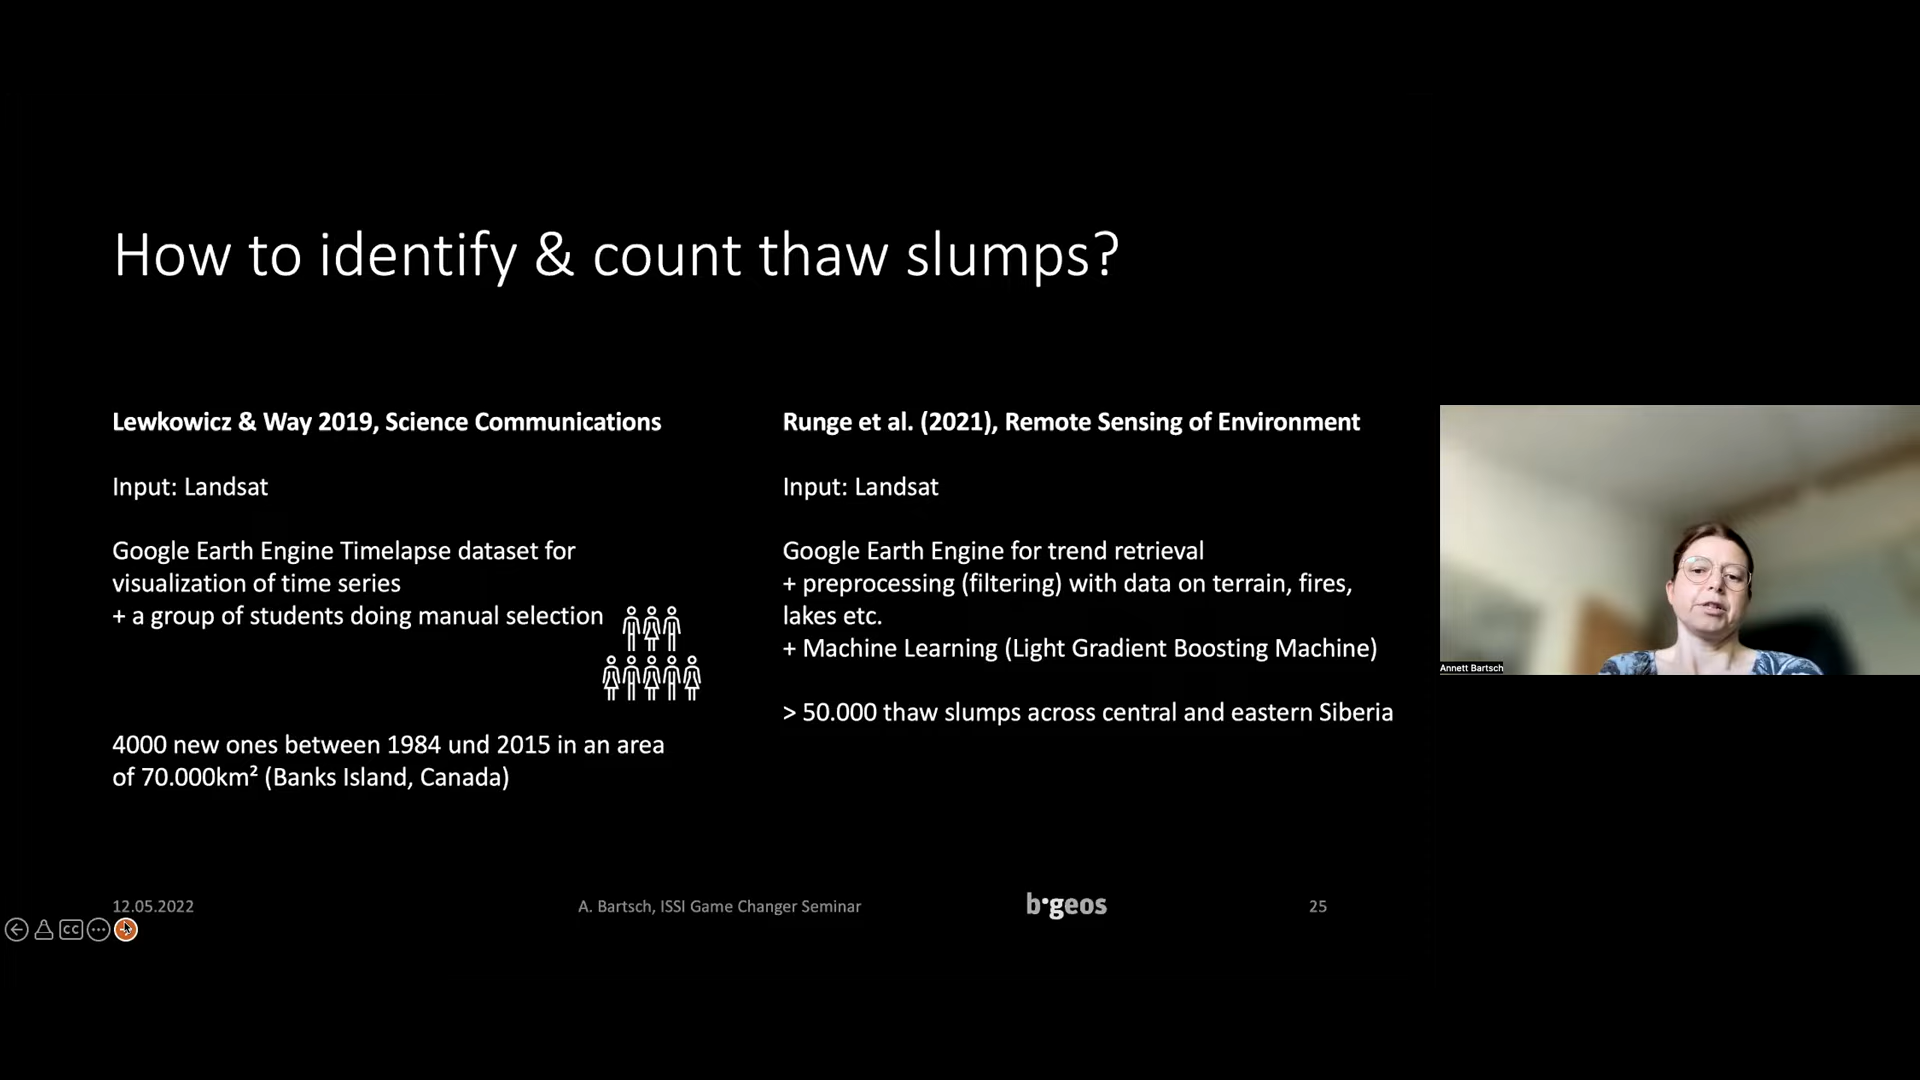 How to identify & count thaw slumps?
Lewkowicz & Way 2019, Science Communications
Input: Landsat
Google Earth Engine Timelapse dataset for
visualization of time series
+ a group of students doing manual selection
4000 new ones between 1984 und 2015 in an area
of 70.000km² (Banks Island, Canada)
Runge et al. (2021), Remote Sensing of Environment
Input: Landsat
Google Earth Engine for trend retrieval
+ preprocessing (filtering) with data on terrain, fires,
lakes etc.
+ Machine Learning (Light Gradient Boosting Machine)
> 50.000 thaw slumps across central and eastern Siberia
Annett Bartsch
12.05.2022
A. Bartsch, ISSI Game Changer Seminar
b·geos
25
CC